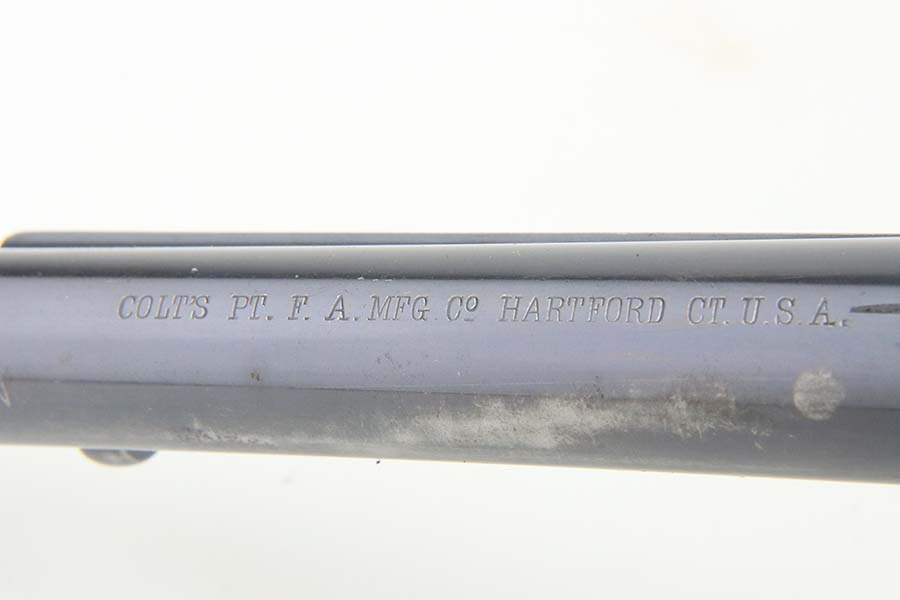 COLT'S PT. F. A. MFG. Cº HARTFORD CT. U.S.A.